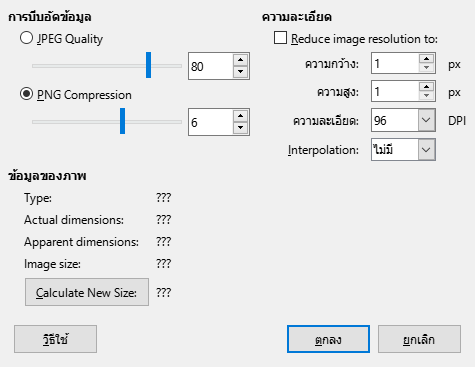 การบีบอัดข้อมูล
JPEG Quality
80
PNG Compression
6
ความละเอียด
Reduce image resolution to:
ความกว้าง: 1 px
ความสูง: 1 px
ความละเอียด: 96 DPI
Interpolation: ไม่มี
ข้อมูลของภาพ
Type: ???
Actual dimensions: ???
Apparent dimensions: ???
Image size: ???
Calculate New Size: ???
วิธีใช้
ตกลง
ยกเลิก